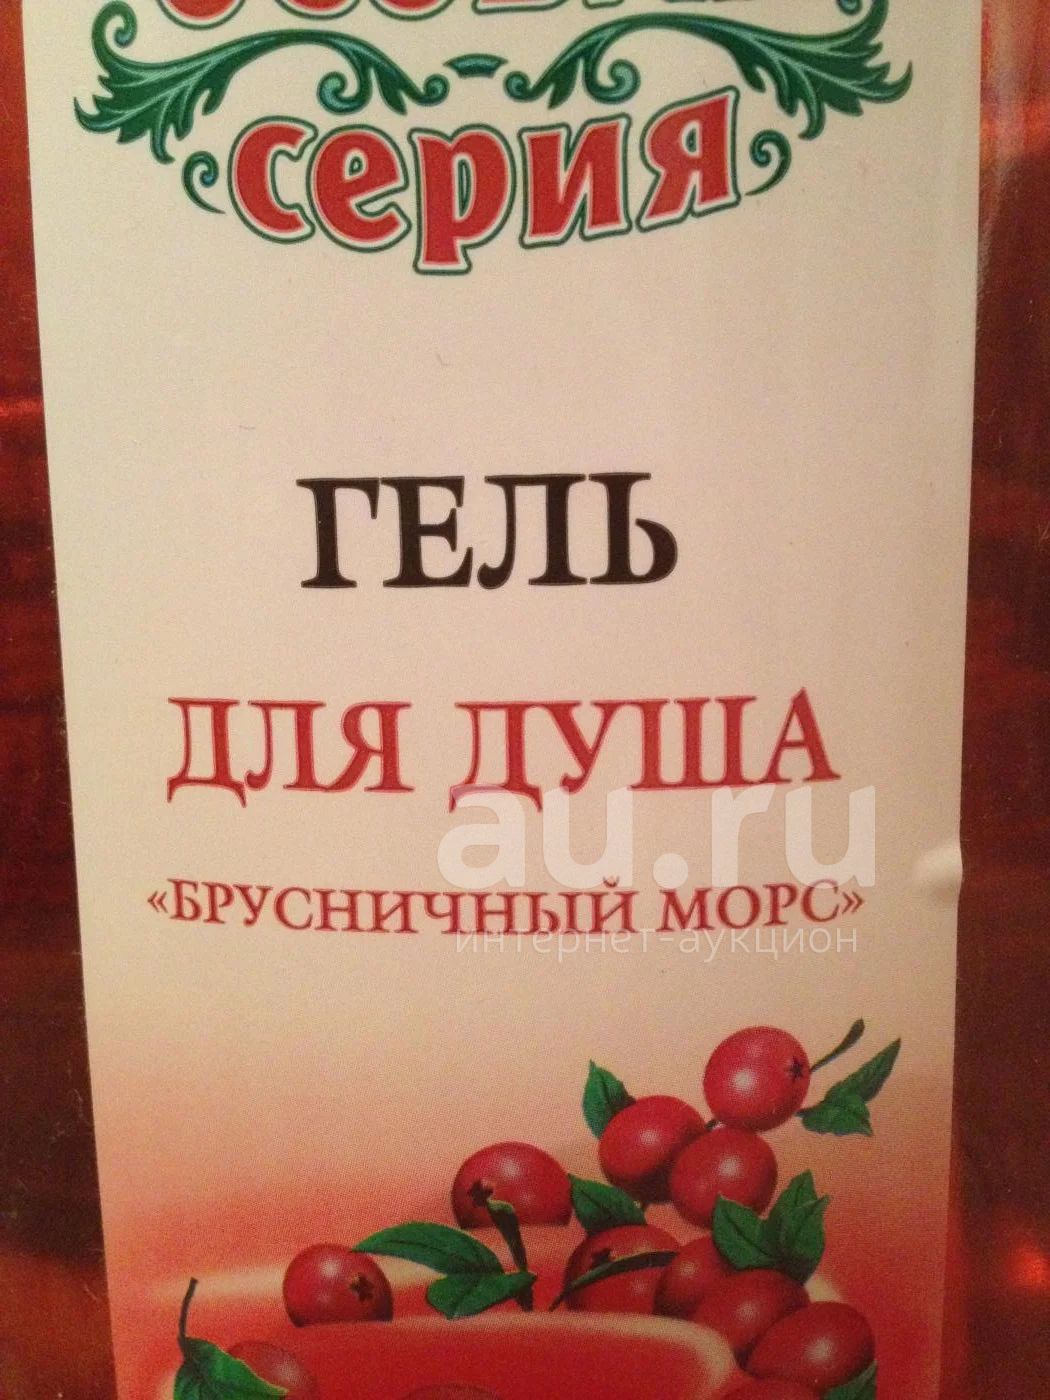 серия
ГЕЛЬ
ДЛЯ ДУША
au.ru
«БРУСНИЧНЫЙ МОРС»
интернет-аукцион